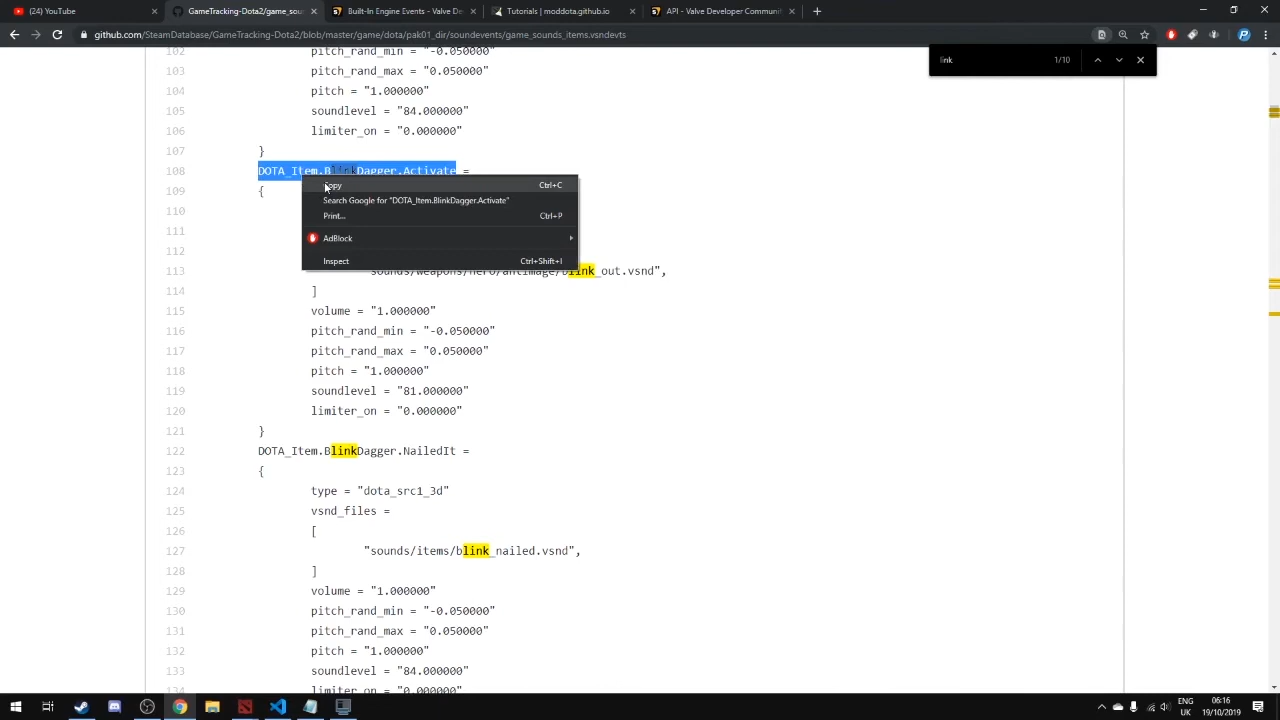 (24) YouTube
GameTracking-Dota2/game_soun
Built-In Engine Events - Valve De
Tutorials | moddota.github.io
API - Valve Developer Communit
github.com/SteamDatabase/GameTracking-Dota2/blob/master/game/dota/pak01_dir/soundevents/game_sounds_items.vsndevts
link 1/10
102 pitch_rand_min = "-0.050000"
103 pitch_rand_max = "0.050000"
104 pitch = "1.000000"
105 soundlevel = "84.000000"
106 limiter_on = "0.000000"
107 }
108 DOTA_Item.BlinkDagger.Activate =
109 {
110
111
112
113 "sounds/weapons/hero/antimage/blink_out.vsnd",
114 ]
115 volume = "1.000000"
116 pitch_rand_min = "-0.050000"
117 pitch_rand_max = "0.050000"
118 pitch = "1.000000"
119 soundlevel = "81.000000"
120 limiter_on = "0.000000"
121 }
122 DOTA_Item.BlinkDagger.NailedIt =
123 {
124 type = "dota_src1_3d"
125 vsnd_files =
126 [
127 "sounds/items/blink_nailed.vsnd",
128 ]
129 volume = "1.000000"
130 pitch_rand_min = "-0.050000"
131 pitch_rand_max = "0.050000"
132 pitch = "1.000000"
133 soundlevel = "84.000000"
134 limiter_on = "0.000000"
Copy Ctrl+C
Search Google for "DOTA_Item.BlinkDagger.Activate"
Print... Ctrl+P
AdBlock
Inspect Ctrl+Shift+I
ENG
UK
06:16
19/10/2019